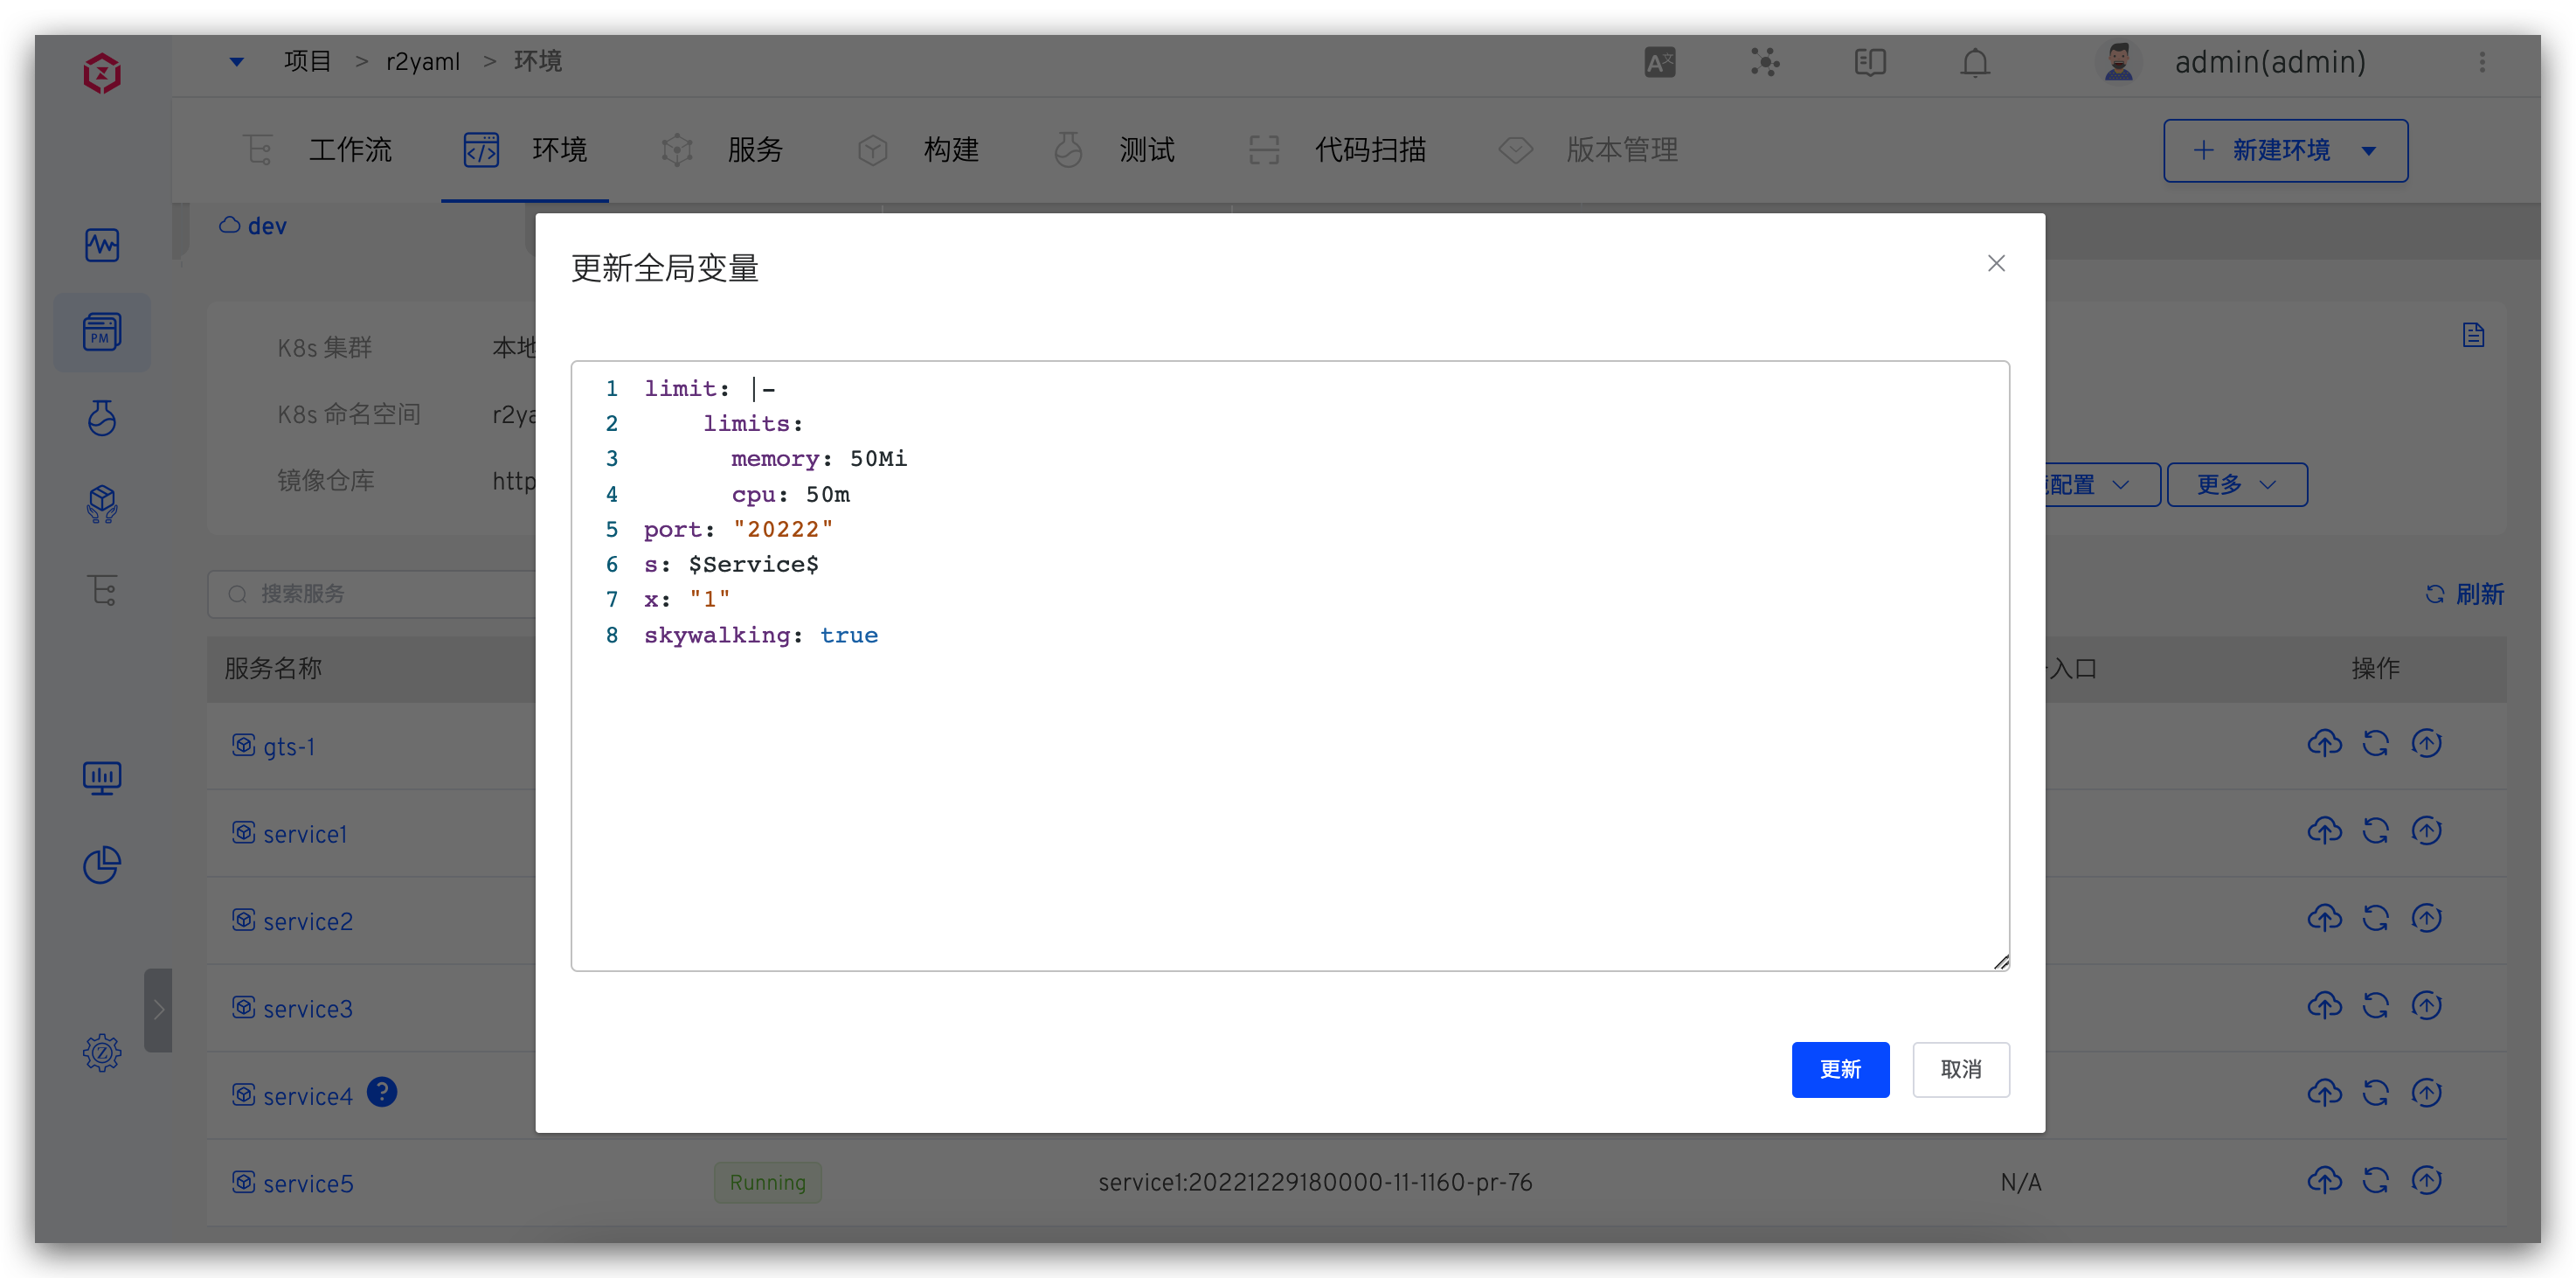 项目 > r2yaml > 环境
admin(admin)
工作流 环境 服务 构建 测试 代码扫描 版本管理
+ 新建环境
dev
更新全局变量
K8s 集群 本地
K8s 命名空间 r2ya
镜像仓库 http
配置 更多
1 limit: |-
2     limits:
3       memory: 50Mi
4       cpu: 50m
5 port: "20222"
6 s: $Service$
7 x: "1"
8 skywalking: true
搜索服务
刷新
服务名称 入口 操作
gts-1
service1
service2
service3
service4 ?
更新 取消
service5 Running service1:20221229180000-11-1160-pr-76 N/A
PM